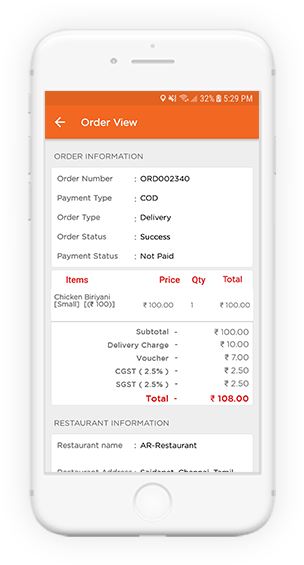 32% 5:29 PM
Order View
ORDER INFORMATION
Order Number : ORD002340
Payment Type : COD
Order Type : Delivery
Order Status : Success
Payment Status : Not Paid
Items Price Qty Total
Chicken Biriyani
[Small] [(₹ 100)] ₹ 100.00 1 ₹ 100.00
Subtotal - ₹ 100.00
Delivery Charge - ₹ 10.00
Voucher - ₹ 7.00
CGST ( 2.5% ) - ₹ 2.50
SGST ( 2.5% ) - ₹ 2.50
Total - ₹ 108.00
RESTAURANT INFORMATION
Restaurant name : AR-Restaurant
Restaurant Address : Saidapet, Chennai, Tamil